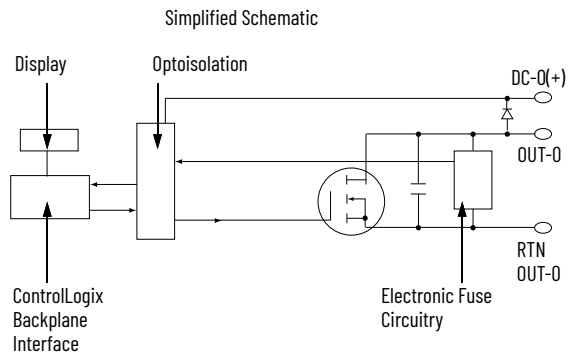 Simplified Schematic
Display
Optoisolation
DC-0(+)
OUT-0
RTN
OUT-0
ControlLogix
Backplane
Interface
Electronic Fuse
Circuitry